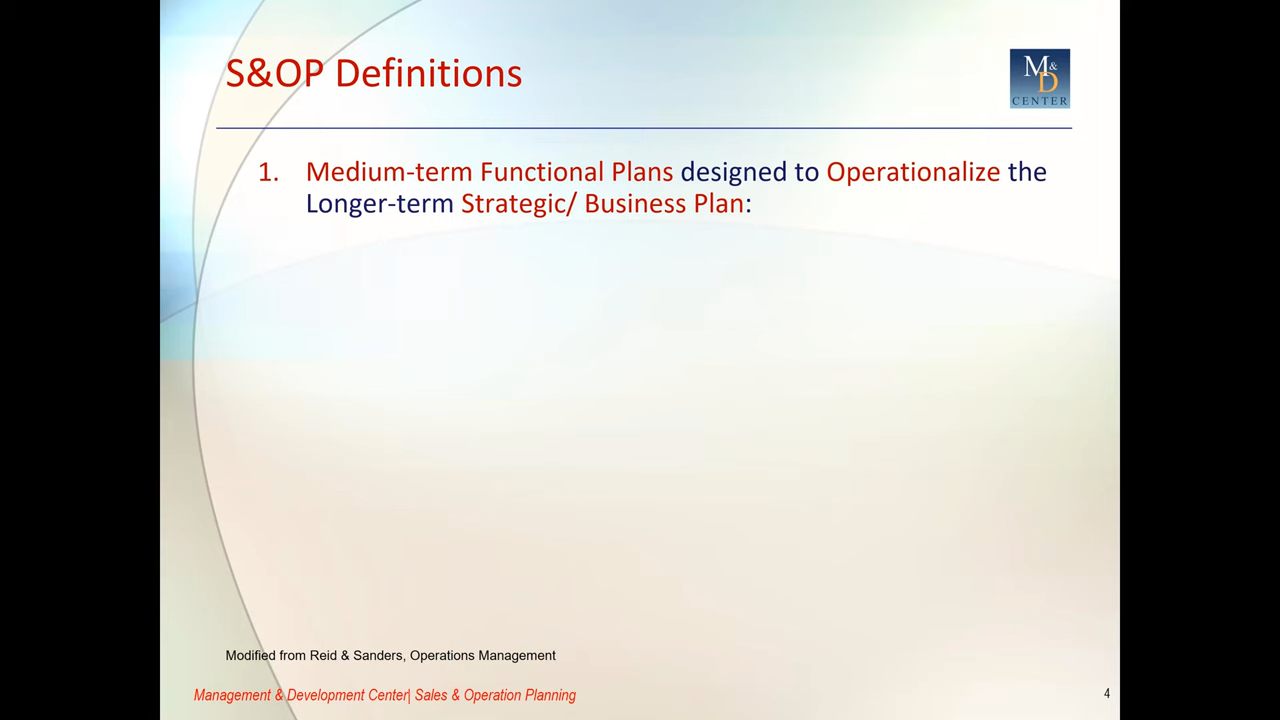 S&OP Definitions
M&
D
CENTER
1. Medium-term Functional Plans designed to Operationalize the
Longer-term Strategic/ Business Plan:
Modified from Reid & Sanders, Operations Management
Management & Development Center| Sales & Operation Planning
4